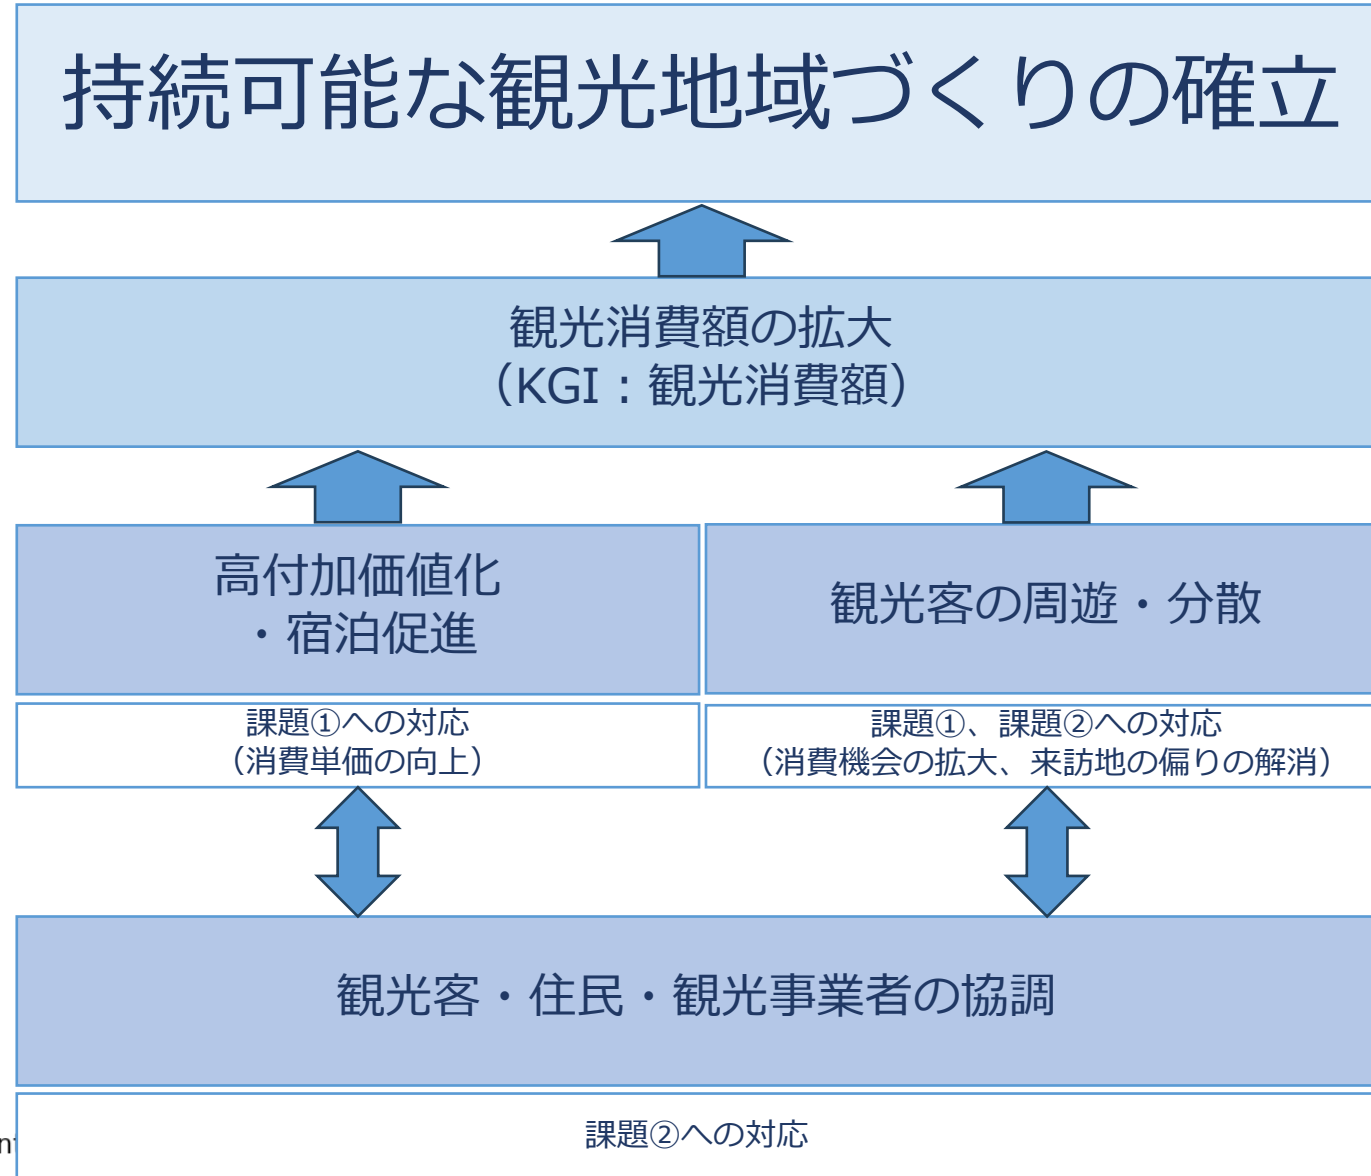 持続可能な観光地域づくりの確立
観光消費額の拡大
（KGI：観光消費額）
高付加価値化
・宿泊促進
観光客の周遊・分散
課題①への対応
（消費単価の向上）
課題①、課題②への対応
（消費機会の拡大、来訪地の偏りの解消）
観光客・住民・観光事業者の協調
課題②への対応